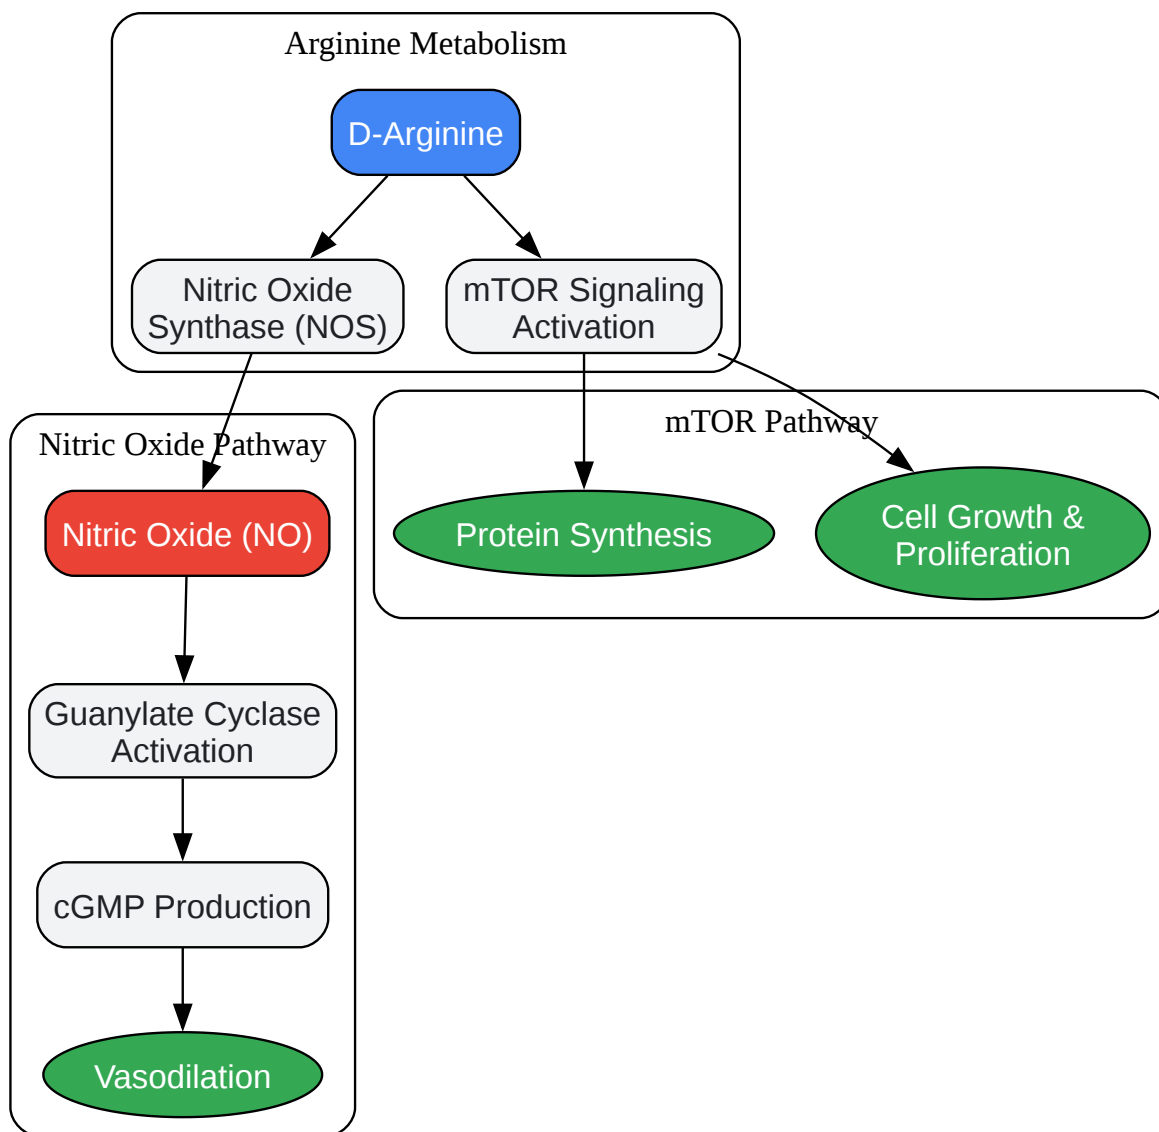 Arginine Metabolism
D-Arginine
Nitric Oxide
Synthase (NOS)
mTOR Signaling
Activation
Nitric Oxide Pathway
mTOR Pathway
Nitric Oxide (NO)
Protein Synthesis
Cell Growth &
Proliferation
Guanylate Cyclase
Activation
cGMP Production
Vasodilation